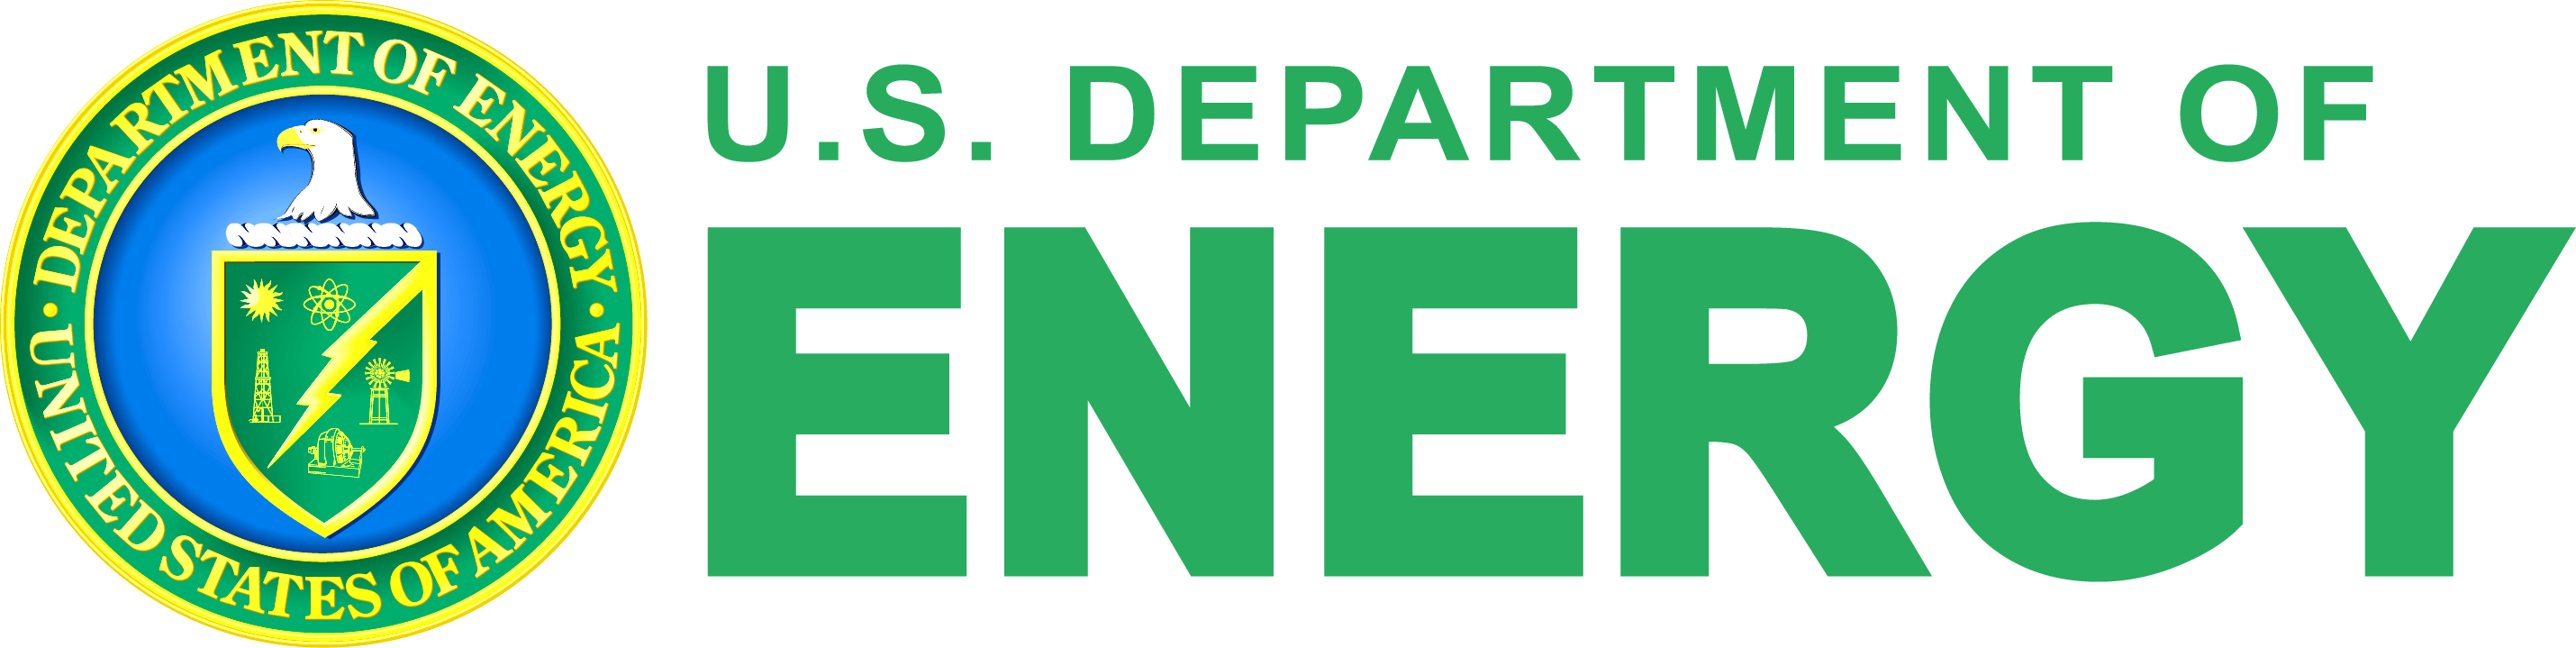 DEPARTMENT OF ENERGY
UNITED STATES OF AMERICA
U.S. DEPARTMENT OF
ENERGY